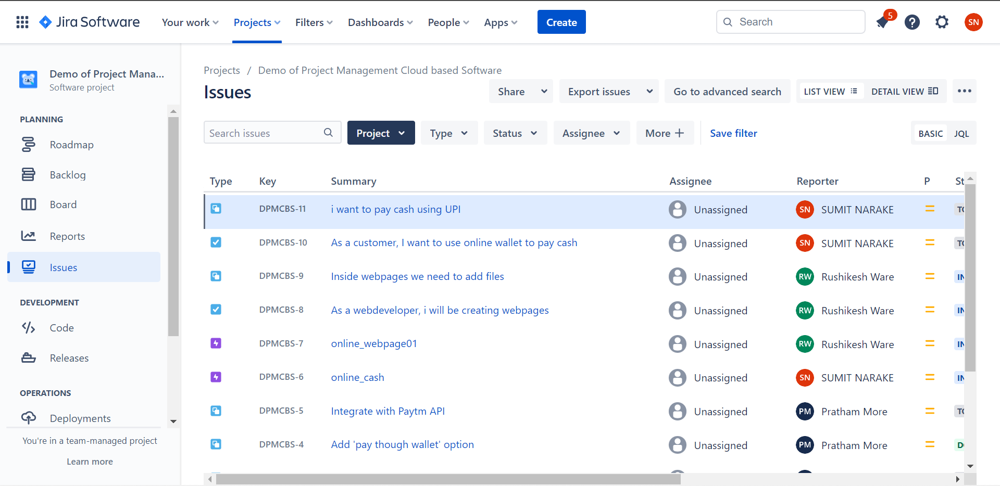 Jira Software Your work Projects Filters Dashboards People Apps Create Search 5 ? SN
Demo of Project Mana...
Software project
PLANNING
Roadmap
Backlog
Board
Reports
Issues
DEVELOPMENT
Code
Releases
OPERATIONS
Deployments
You're in a team-managed project
Learn more
Projects / Demo of Project Management Cloud based Software
Issues
Share Export issues Go to advanced search LIST VIEW DETAIL VIEW
Search issues Project Type Status Assignee More Save filter BASIC JQL
Type Key Summary Assignee Reporter P St
DPMCBS-11 i want to pay cash using UPI Unassigned SN SUMIT NARAKE TO
DPMCBS-10 As a customer, I want to use online wallet to pay cash Unassigned SN SUMIT NARAKE TO
DPMCBS-9 Inside webpages we need to add files Unassigned RW Rushikesh Ware IN
DPMCBS-8 As a webdeveloper, i will be creating webpages Unassigned RW Rushikesh Ware IN
DPMCBS-7 online_webpage01 Unassigned RW Rushikesh Ware IN
DPMCBS-6 online_cash Unassigned SN SUMIT NARAKE IN
DPMCBS-5 Integrate with Paytm API Unassigned PM Pratham More TO
DPMCBS-4 Add 'pay though wallet' option Unassigned PM Pratham More DO